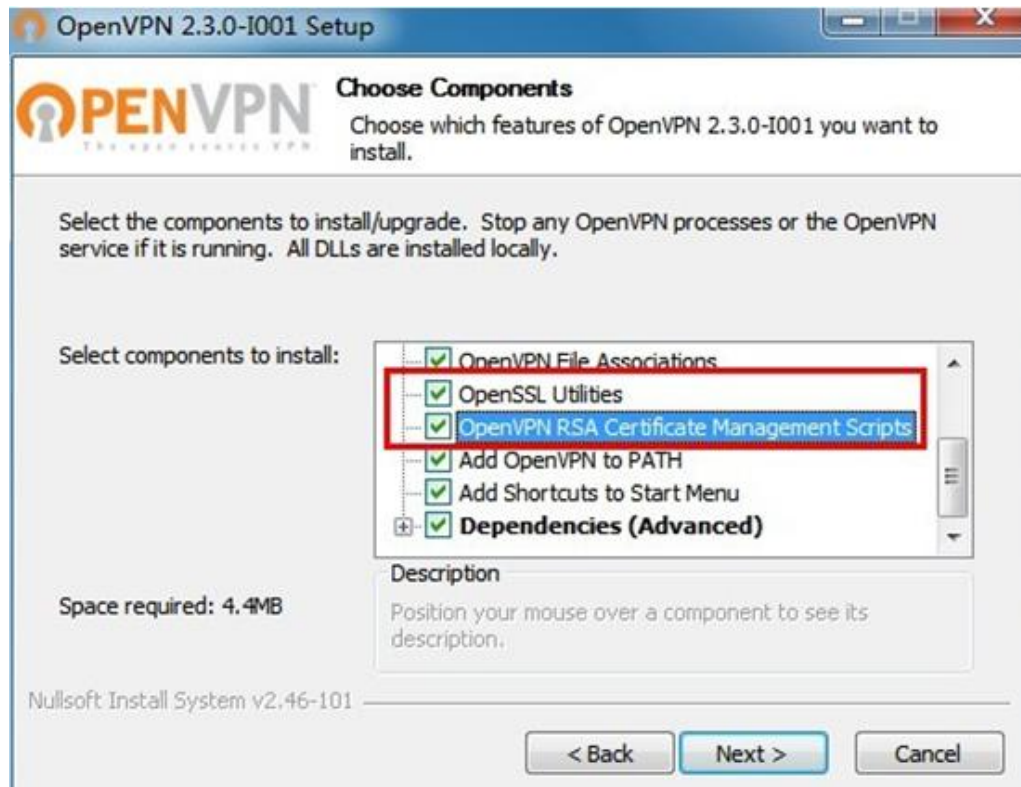 OpenVPN 2.3.0-I001 Setup
OPENVPN
The open source VPN
Choose Components
Choose which features of OpenVPN 2.3.0-I001 you want to
install.
Select the components to install/upgrade. Stop any OpenVPN processes or the OpenVPN
service if it is running. All DLLs are installed locally.
Select components to install:
OpenVPN File Associations
OpenSSL Utilities
OpenVPN RSA Certificate Management Scripts
Add OpenVPN to PATH
Add Shortcuts to Start Menu
Dependencies (Advanced)
Space required: 4.4MB
Description
Position your mouse over a component to see its
description.
Nullsoft Install System v2.46-101
< Back
Next >
Cancel